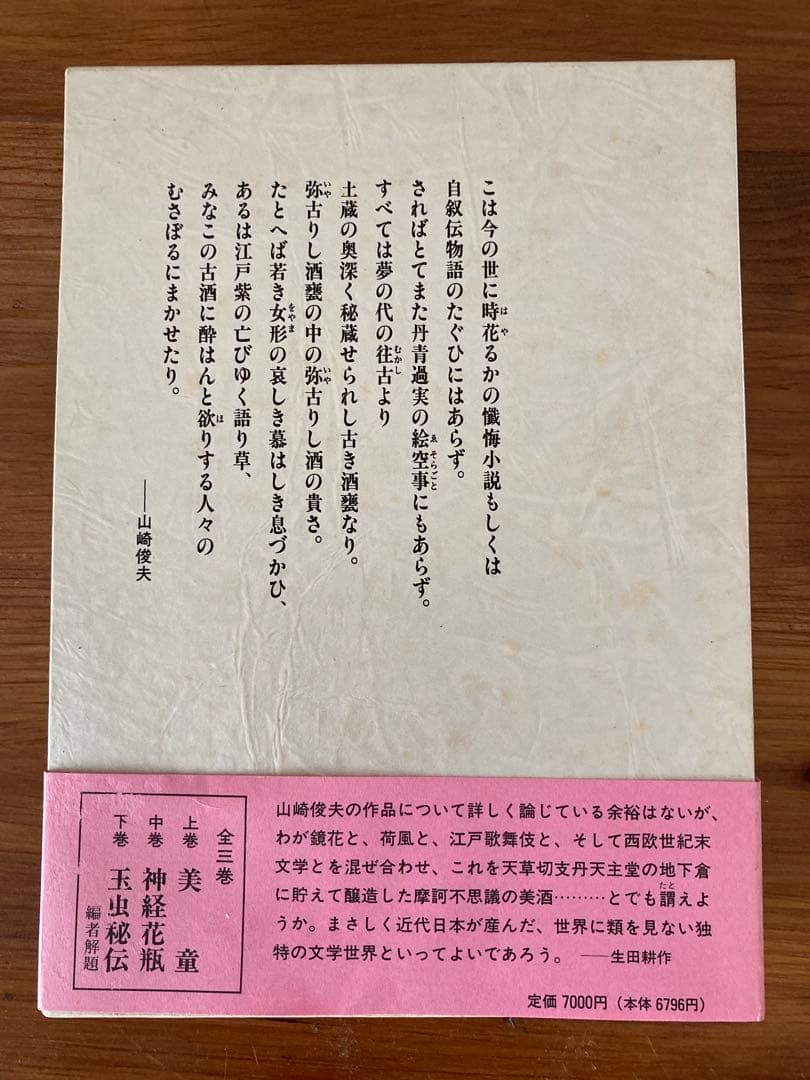 こは今の世に時花るかの懺悔小説もしくは
自叙伝物語のたぐひにはあらず。
さればとてまた丹青過実の絵空事にもあらず。
すべては夢の代の往古より
土蔵の奥深く秘蔵せられし古き酒甕なり。
弥古りし酒甕の中の弥古りし酒の貴さ。
たとへば若き女形の哀しき慕はしき息づかひ、
あるは江戸紫の亡びゆく語り草、
みなこの古酒に酔はんと欲りする人々の
むさぼるにまかせたり。
——山崎俊夫
全三巻
上巻 美童
中巻 神経花瓶
下巻 玉虫秘伝
編者解題
山崎俊夫の作品について詳しく論じている余裕はないが、
わが鏡花と、荷風と、江戸歌舞伎と、そして西欧世紀末
文学とを混ぜ合わせ、これを天草切支丹天主堂の地下倉
に貯えて醸造した摩訶不思議の美酒………とでも謂えよ
うか。まさしく近代日本が産んだ、世界に類を見ない独
特の文学世界といってよいであろう。 ——生田耕作
定価 7000円（本体 6796円）